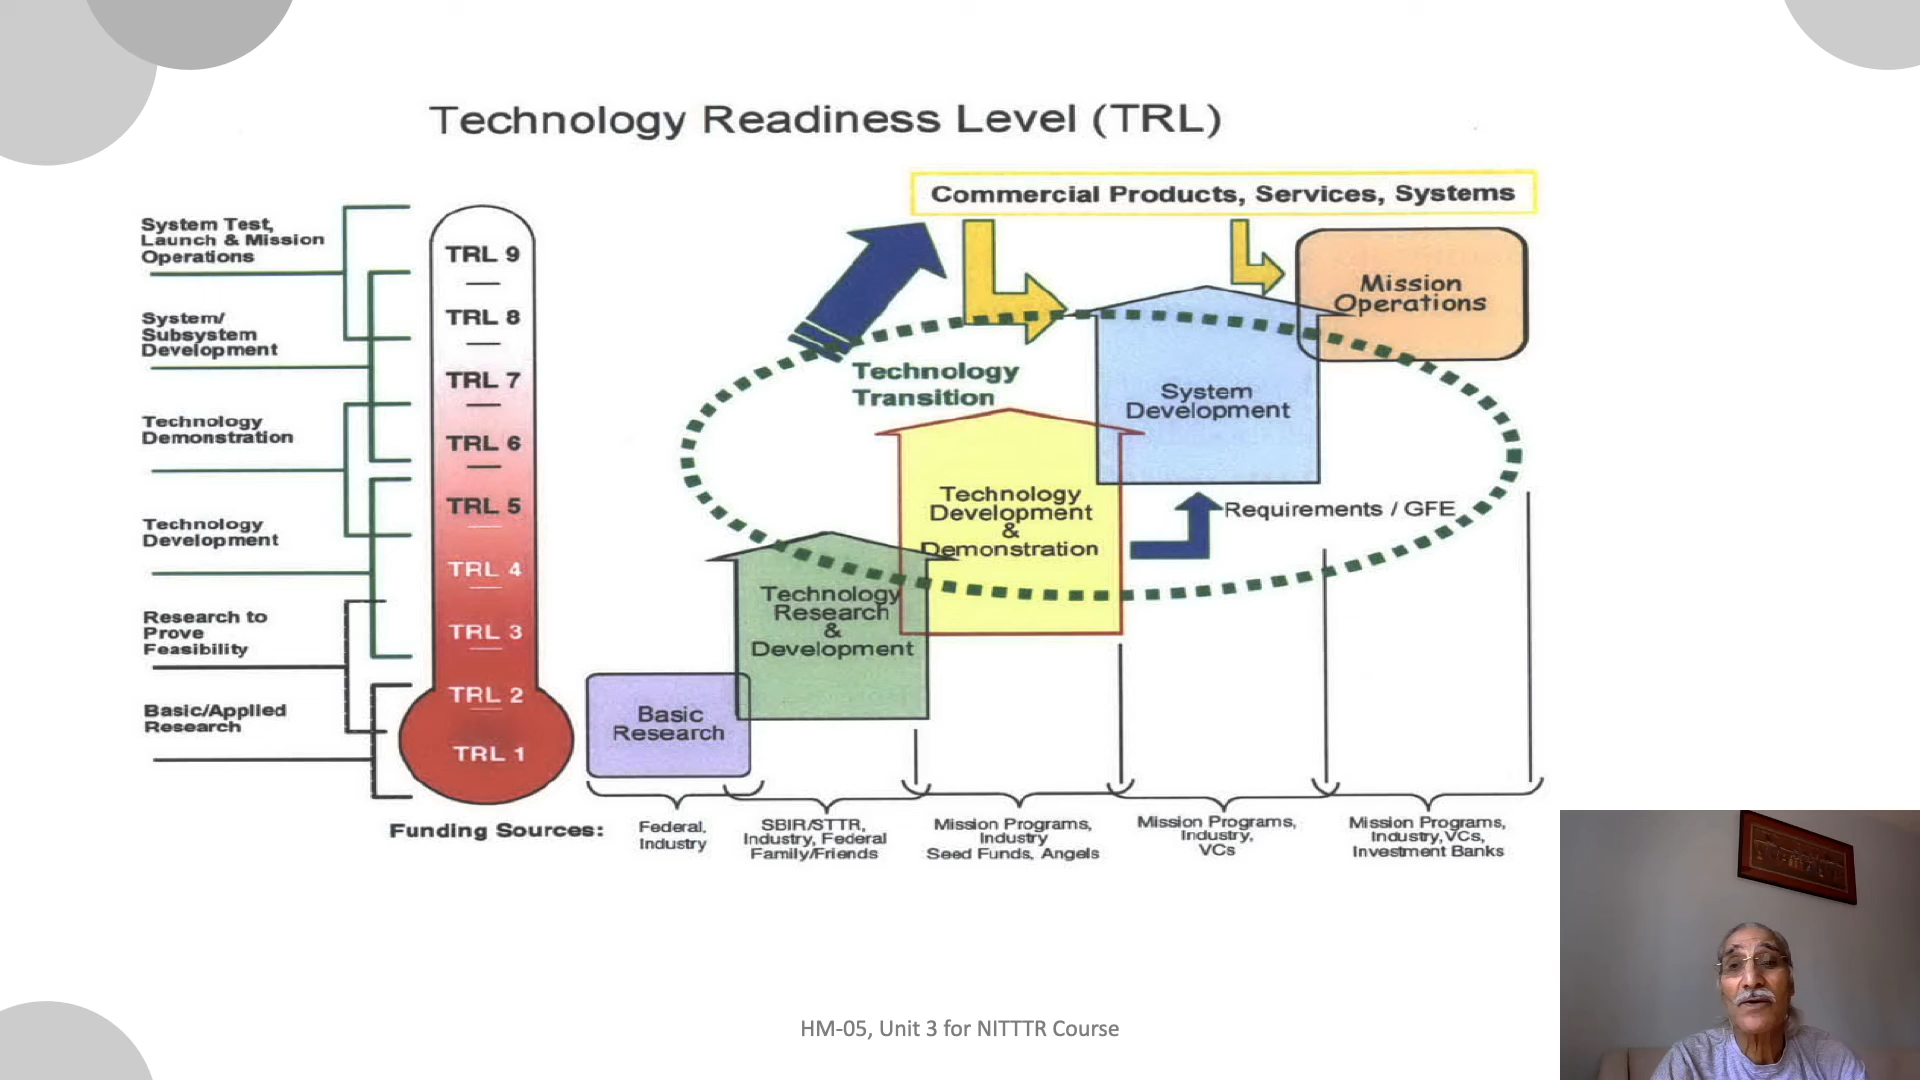 Technology Readiness Level (TRL)
Commercial Products, Services, Systems
System Test,
Launch & Mission
Operations
System/
Subsystem
Development
Technology
Demonstration
Technology
Development
Research to
Prove
Feasibility
Basic/Applied
Research
TRL 9
TRL 8
TRL 7
TRL 6
TRL 5
TRL 4
TRL 3
TRL 2
TRL 1
Mission
Operations
Technology
Transition
System
Development
Technology
Development
&
Demonstration
Requirements / GFE
Technology
Research
&
Development
Basic
Research
Funding Sources:
Federal,
Industry
SBIR/STTR,
Industry, Federal
Family/Friends
Mission Programs,
Industry
Seed Funds, Angels
Mission Programs,
Industry,
VCs
Mission Programs,
Industry,VCs,
Investment Banks
HM-05, Unit 3 for NITTTR Course